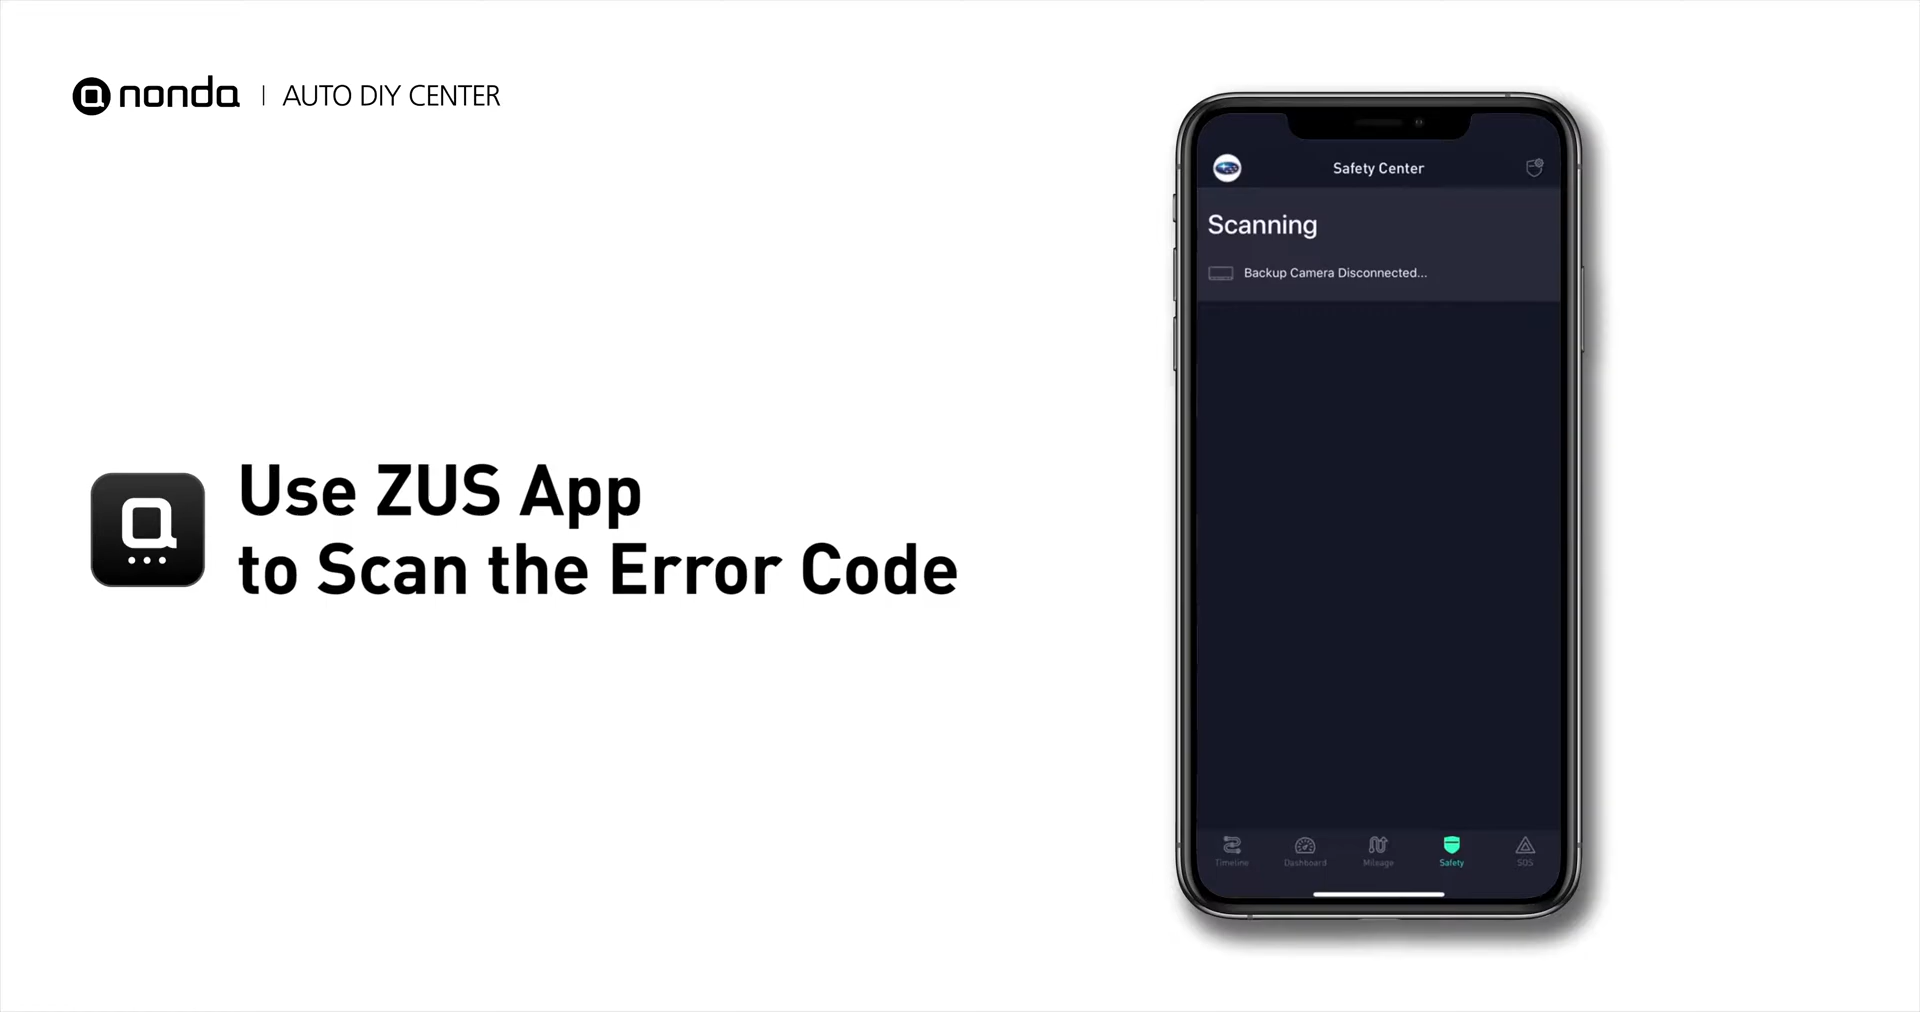 nonda | AUTO DIY CENTER
Use ZUS App
to Scan the Error Code
Safety Center
Scanning
Backup Camera Disconnected...
Timeline
Dashboard
Mileage
Safety
SOS